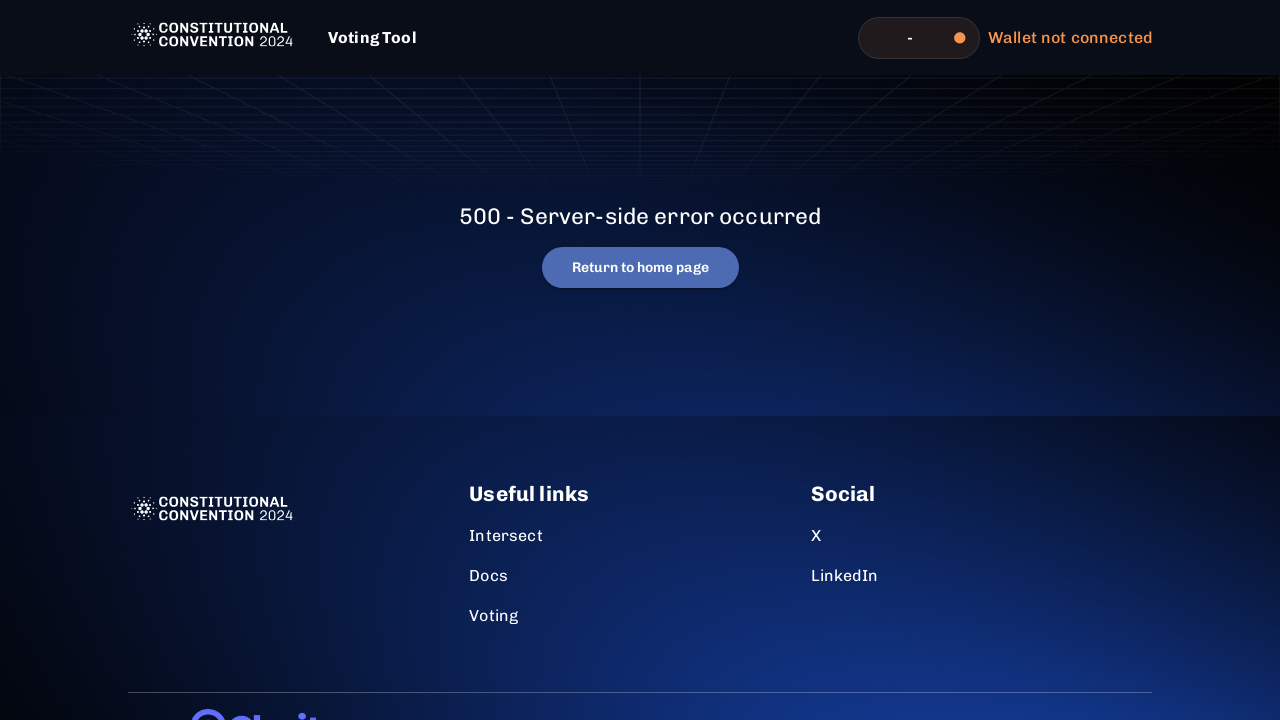 CONSTITUTIONAL
CONVENTION 2024
Voting Tool
-
Wallet not connected
500 - Server-side error occurred
Return to home page
CONSTITUTIONAL
CONVENTION 2024
Useful links
Intersect
Docs
Voting
Social
X
LinkedIn